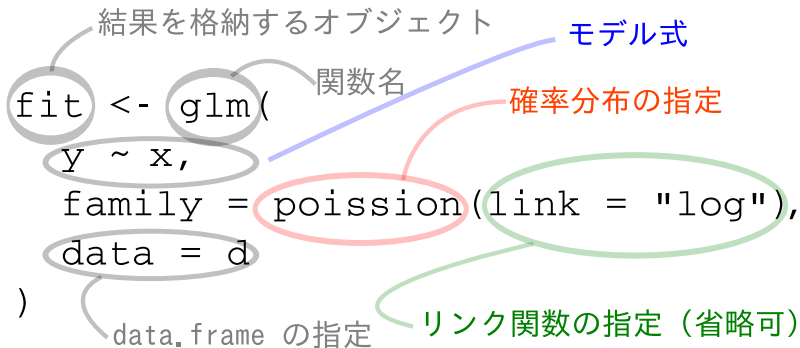 結果を格納するオブジェクト
モデル式
関数名
fit <- glm(
確率分布の指定
y ~ x,
family = poission(link = "log"),
data = d
)
data.frame の指定
リンク関数の指定（省略可）